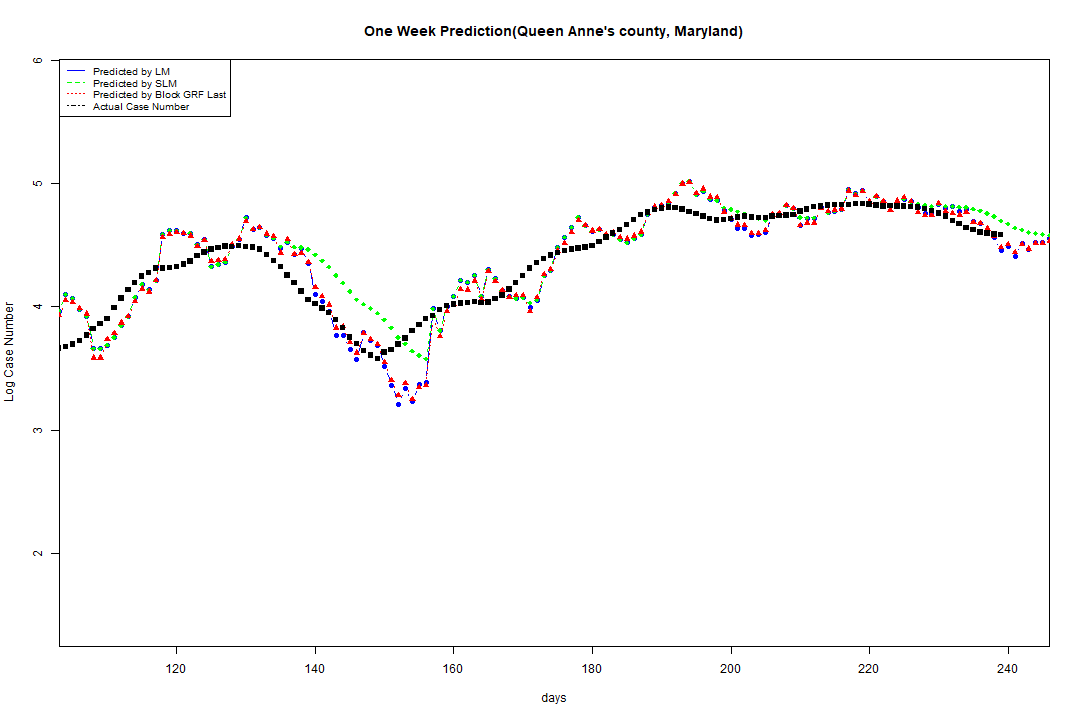 One Week Prediction(Queen Anne's county, Maryland)
Predicted by LM
Predicted by SLM
Predicted by Block GRF Last
Actual Case Number
6
5
4
3
2
Log Case Number
120 140 160 180 200 220 240
days